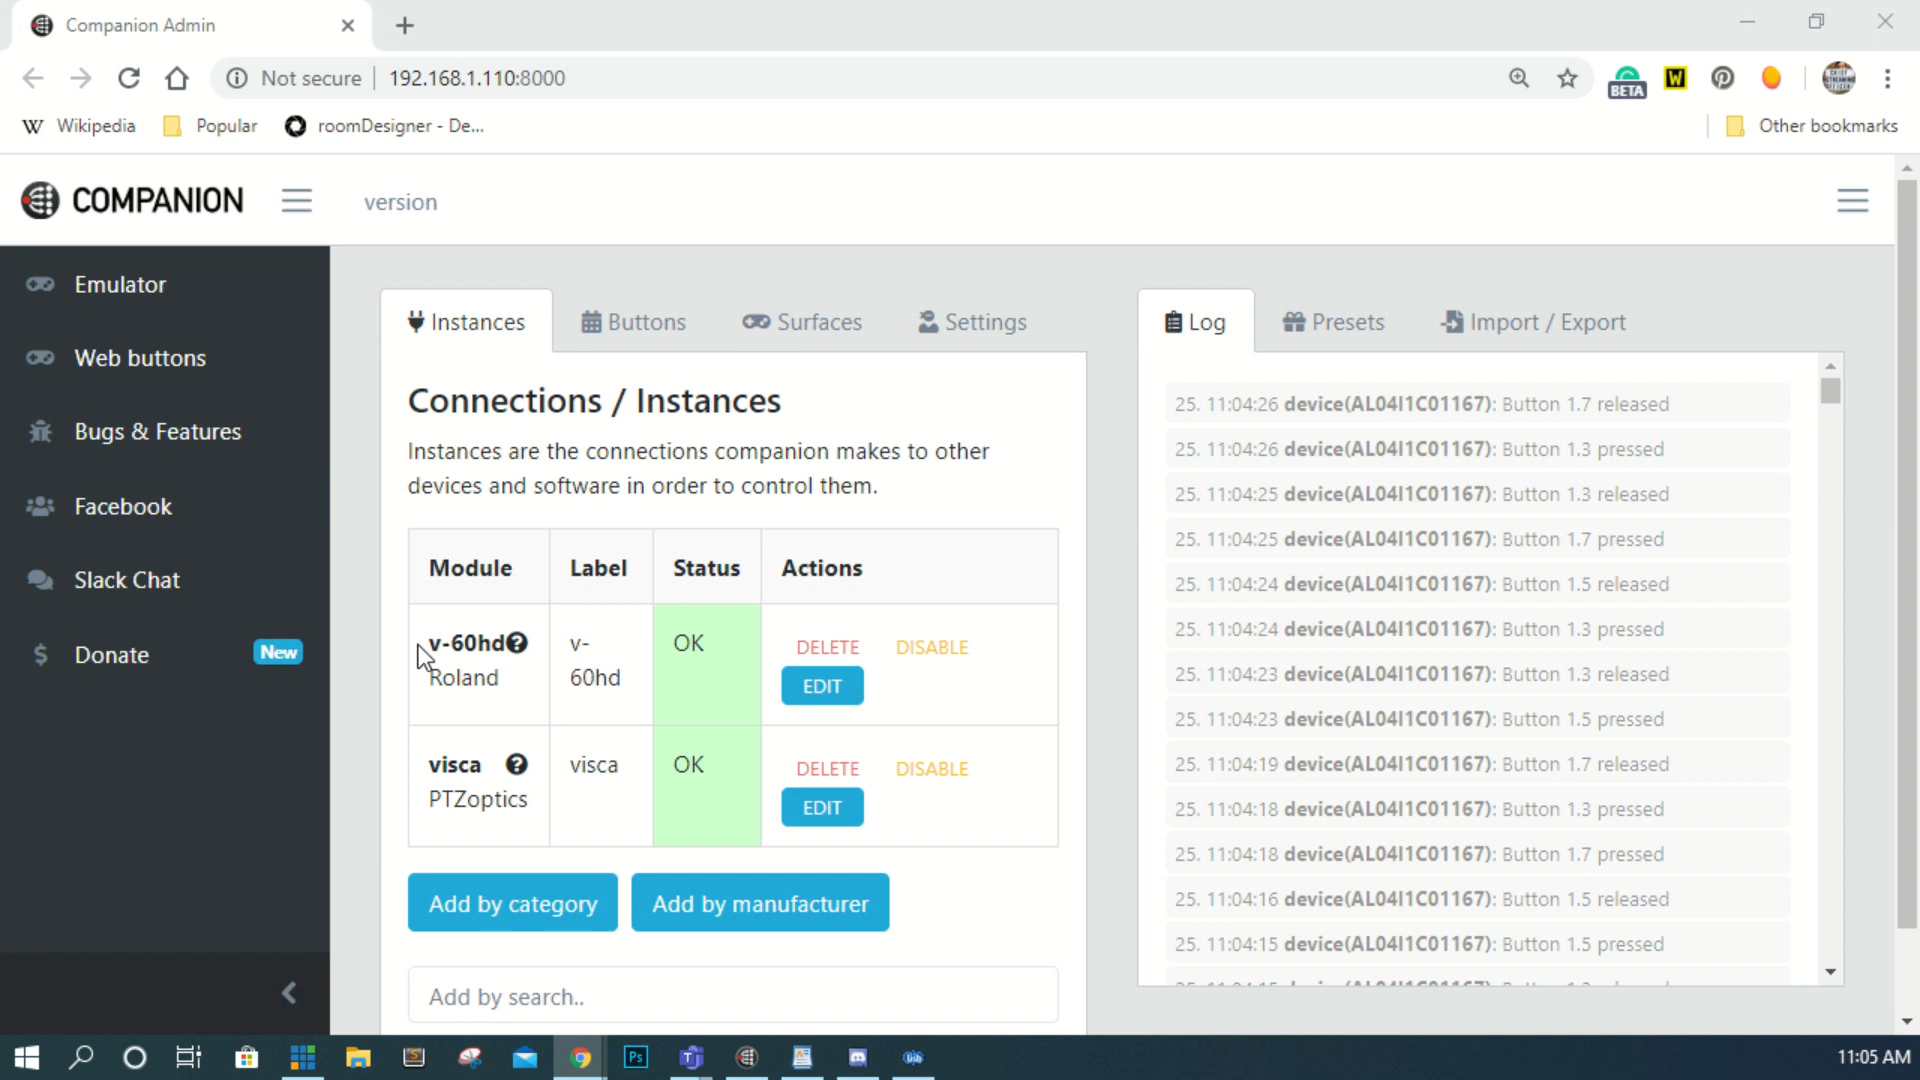 Companion Admin
Not secure
192.168.1.110:8000
BETA
W
Wikipedia
Popular
roomDesigner - De...
Other bookmarks
COMPANION
version
Emulator
Web buttons
Bugs & Features
Facebook
Slack Chat
Donate
New
Instances
Buttons
Surfaces
Settings
Connections / Instances
Instances are the connections companion makes to other
devices and software in order to control them.
Module Label Status Actions
v-60hd
Roland
v-
60hd
OK
DELETE DISABLE
EDIT
visca
PTZoptics
visca
OK
DELETE DISABLE
EDIT
Add by category
Add by manufacturer
Add by search..
Log
Presets
Import / Export
25. 11:04:26 device(AL04I1C01167): Button 1.7 released
25. 11:04:26 device(AL04I1C01167): Button 1.3 pressed
25. 11:04:25 device(AL04I1C01167): Button 1.3 released
25. 11:04:25 device(AL04I1C01167): Button 1.7 pressed
25. 11:04:24 device(AL04I1C01167): Button 1.5 released
25. 11:04:24 device(AL04I1C01167): Button 1.3 pressed
25. 11:04:23 device(AL04I1C01167): Button 1.3 released
25. 11:04:23 device(AL04I1C01167): Button 1.5 pressed
25. 11:04:19 device(AL04I1C01167): Button 1.7 released
25. 11:04:18 device(AL04I1C01167): Button 1.3 pressed
25. 11:04:18 device(AL04I1C01167): Button 1.7 pressed
25. 11:04:16 device(AL04I1C01167): Button 1.5 released
25. 11:04:15 device(AL04I1C01167): Button 1.5 pressed
Ps
11:05 AM